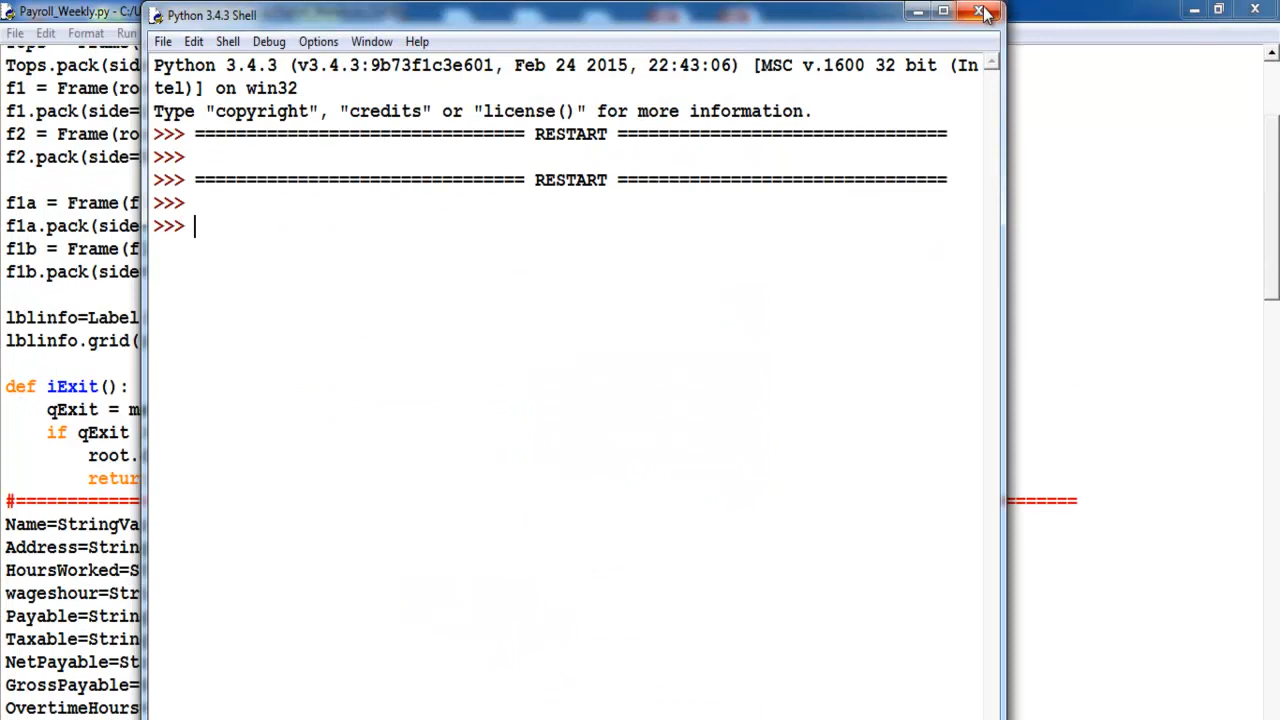 Payroll_Weekly.py - C:/U
File Edit Format Run
Python 3.4.3 Shell
File Edit Shell Debug Options Window Help
Python 3.4.3 (v3.4.3:9b73f1c3e601, Feb 24 2015, 22:43:06) [MSC v.1600 32 bit (In
tel)] on win32
Type "copyright", "credits" or "license()" for more information.
>>> ================================ RESTART ================================
>>>
>>> ================================ RESTART ================================
>>>
>>>
Tops.pack(sid
f1 = Frame(ro
f1.pack(side=
f2 = Frame(ro
f2.pack(side=
f1a = Frame(f
f1a.pack(side
f1b = Frame(f
f1b.pack(side
lblinfo=Label
lblinfo.grid(
def iExit():
qExit = m
if qExit
root.
retur
#============
=======
Name=StringVa
Address=Strin
HoursWorked=S
wageshour=Str
Payable=Strin
Taxable=Strin
NetPayable=St
GrossPayable=
OvertimeHours